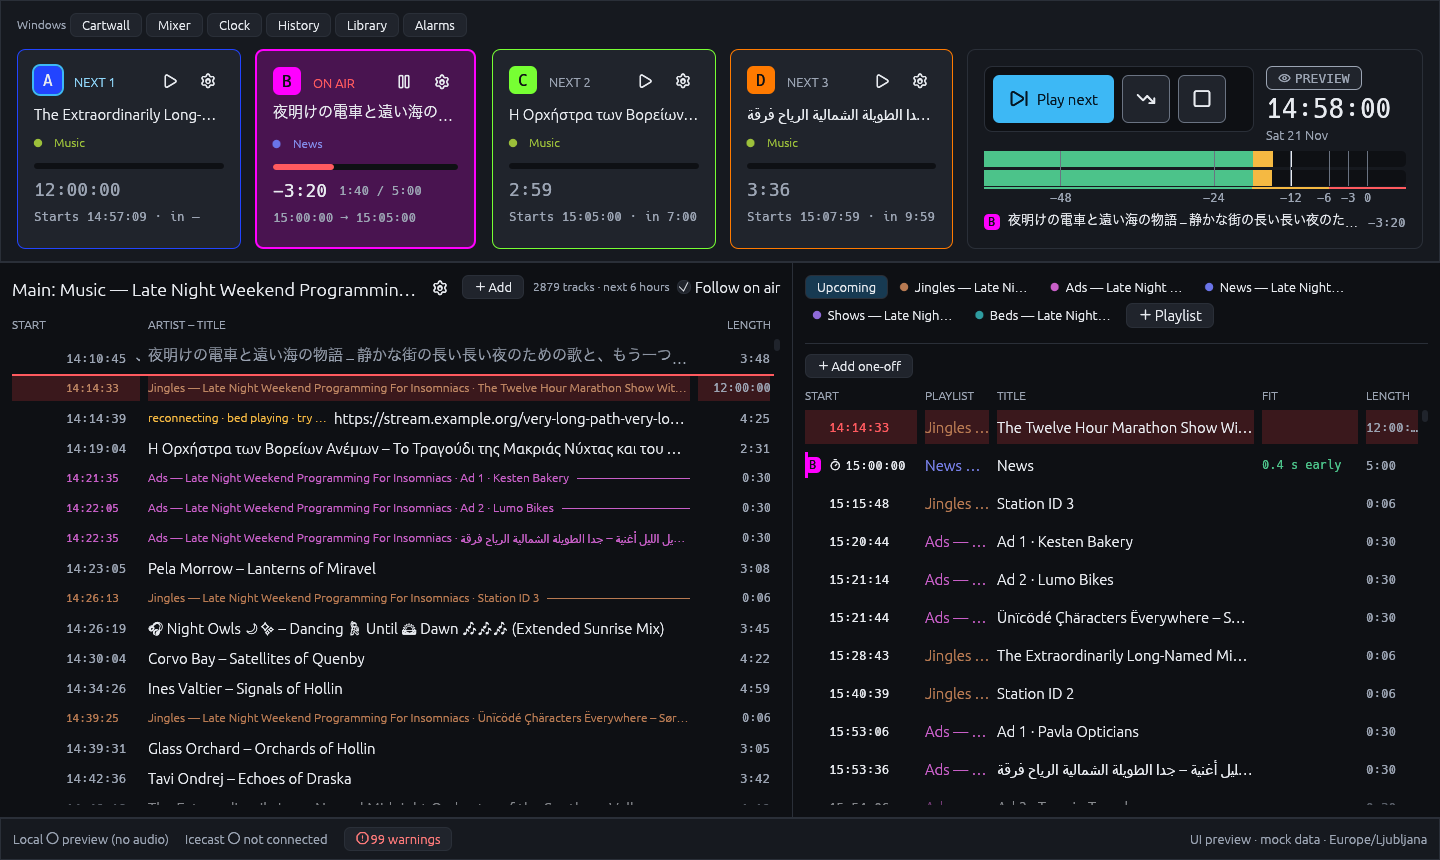 Windows Cartwall Mixer Clock History Library Alarms
A NEXT 1
The Extraordinarily Long-…
Music
12:00:00
Starts 14:57:09 · in —
B ON AIR
夜明けの電車と遠い海の…
News
−3:20 1:40 / 5:00
15:00:00 → 15:05:00
C NEXT 2
Η Ορχήστρα των Βορείων…
Music
2:59
Starts 15:05:00 · in 7:00
D NEXT 3
جدا الطويلة الشمالية الرياح فرقة…
Music
3:36
Starts 15:07:59 · in 9:59
Play next
PREVIEW
14:58:00
Sat 21 Nov
−48 −24 −12 −6 −3 0
B 夜明けの電車と遠い海の物語 – 静かな街の長い長い夜のた… −3:20
Main: Music — Late Night Weekend Programmin… + Add 2879 tracks · next 6 hours ✓ Follow on air
START ARTIST – TITLE LENGTH
14:10:45 夜明けの電車と遠い海の物語 – 静かな街の長い長い夜のための歌と、もう一つ… 3:48
14:14:33 Jingles — Late Night Weekend Programming For Insomniacs · The Twelve Hour Marathon Show Wit… 12:00:00
14:14:39 reconnecting · bed playing · try … https://stream.example.org/very-long-path-very-lo… 4:25
14:19:04 Η Ορχήστρα των Βορείων Ανέμων – Το Τραγούδι της Μακριάς Νύχτας και του … 2:31
14:21:35 Ads — Late Night Weekend Programming For Insomniacs · Ad 1 · Kesten Bakery 0:30
14:22:05 Ads — Late Night Weekend Programming For Insomniacs · Ad 2 · Lumo Bikes 0:30
14:22:35 Ads — Late Night Weekend Programming For Insomniacs · يل الليل أغنية – جدا الطويلة الشمالية الرياح فرقة… 0:30
14:23:05 Pela Morrow – Lanterns of Miravel 3:08
14:26:13 Jingles — Late Night Weekend Programming For Insomniacs · Station ID 3 0:06
14:26:19 🎧 Night Owls 🌙✨ – Dancing 💃 Until 🌅 Dawn 🎶🎶🎶 (Extended Sunrise Mix) 3:45
14:30:04 Corvo Bay – Satellites of Quenby 4:22
14:34:26 Ines Valtier – Signals of Hollin 4:59
14:39:25 Jingles — Late Night Weekend Programming For Insomniacs · Ünïcödé Çhäracters Ëverywhere – Sør… 0:06
14:39:31 Glass Orchard – Orchards of Hollin 3:05
14:42:36 Tavi Ondrej – Echoes of Draska 3:42
Upcoming Jingles — Late Ni… Ads — Late Night … News — Late Night…
Shows — Late Nigh… Beds — Late Night… + Playlist
+ Add one-off
START PLAYLIST TITLE FIT LENGTH
14:14:33 Jingles … The Twelve Hour Marathon Show Wi… 12:00:…
B 15:00:00 News … News 0.4 s early 5:00
15:15:48 Jingles … Station ID 3 0:06
15:20:44 Ads — … Ad 1 · Kesten Bakery 0:30
15:21:14 Ads — … Ad 2 · Lumo Bikes 0:30
15:21:44 Ads — … Ünïcödé Çhäracters Ëverywhere – S… 0:30
15:28:43 Jingles … The Extraordinarily Long-Named Mi… 0:06
15:40:39 Jingles … Station ID 2 0:06
15:53:06 Ads — … Ad 1 · Pavla Opticians 0:30
15:53:36 Ads — … ليل أغنية – جدا الطويلة الشمالية الرياح فرقة… 0:30
Local preview (no audio) Icecast not connected 99 warnings UI preview · mock data · Europe/Ljubljana